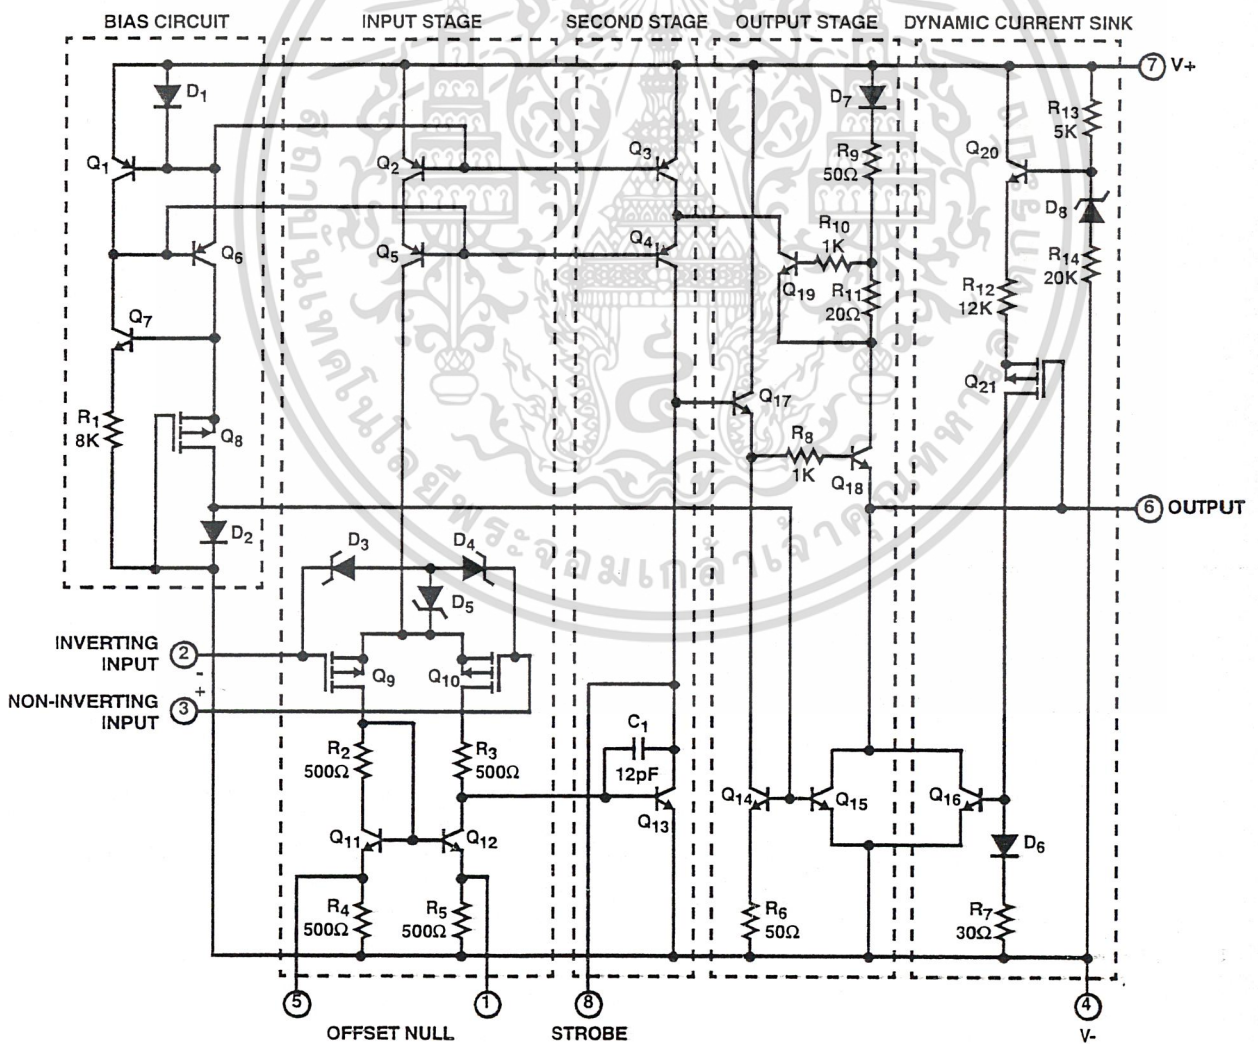 BIAS CIRCUIT
INPUT STAGE
SECOND STAGE
OUTPUT STAGE
DYNAMIC CURRENT SINK
7 V+
D1
Q1
Q6
Q7
R1
8K
Q8
D2
Q2
Q5
D3
D4
D5
INVERTING
INPUT
2
-
+
NON-INVERTING
INPUT
3
Q9
Q10
R2
500Ω
R3
500Ω
Q11
Q12
R4
500Ω
R5
500Ω
5
1
OFFSET NULL
Q3
Q4
C1
12pF
Q13
8
STROBE
D7
R9
50Ω
R10
1K
Q19
R11
20Ω
Q17
R8
1K
Q18
Q14
Q15
R6
50Ω
R13
5K
Q20
D8
R14
20K
R12
12K
Q21
6 OUTPUT
Q16
D6
R7
30Ω
4
V-